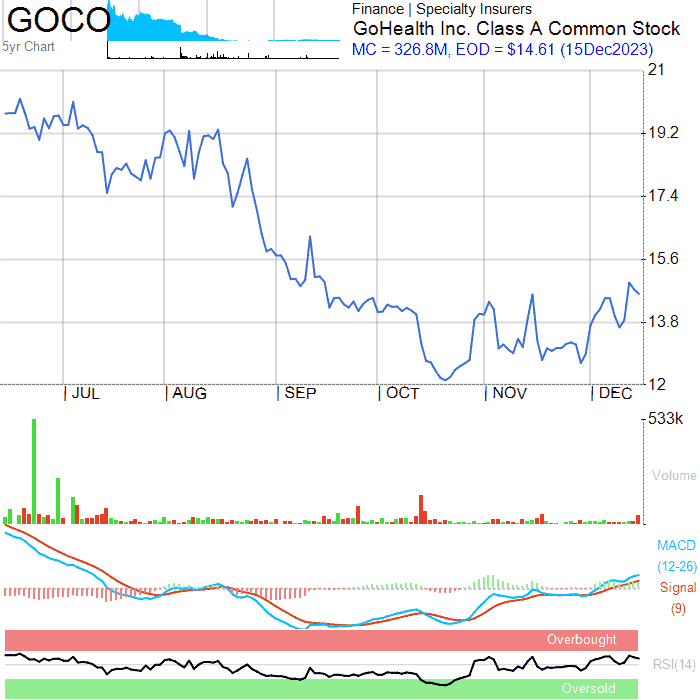 GOCO
5yr Chart
Finance | Specialty Insurers
GoHealth Inc. Class A Common Stock
MC = 326.8M, EOD = $14.61 (15Dec2023)
21
19.2
17.4
15.6
13.8
12
| JUL | AUG | SEP | OCT | NOV | DEC
533k
Volume
MACD
(12-26)
Signal
(9)
Overbought
RSI(14)
Oversold